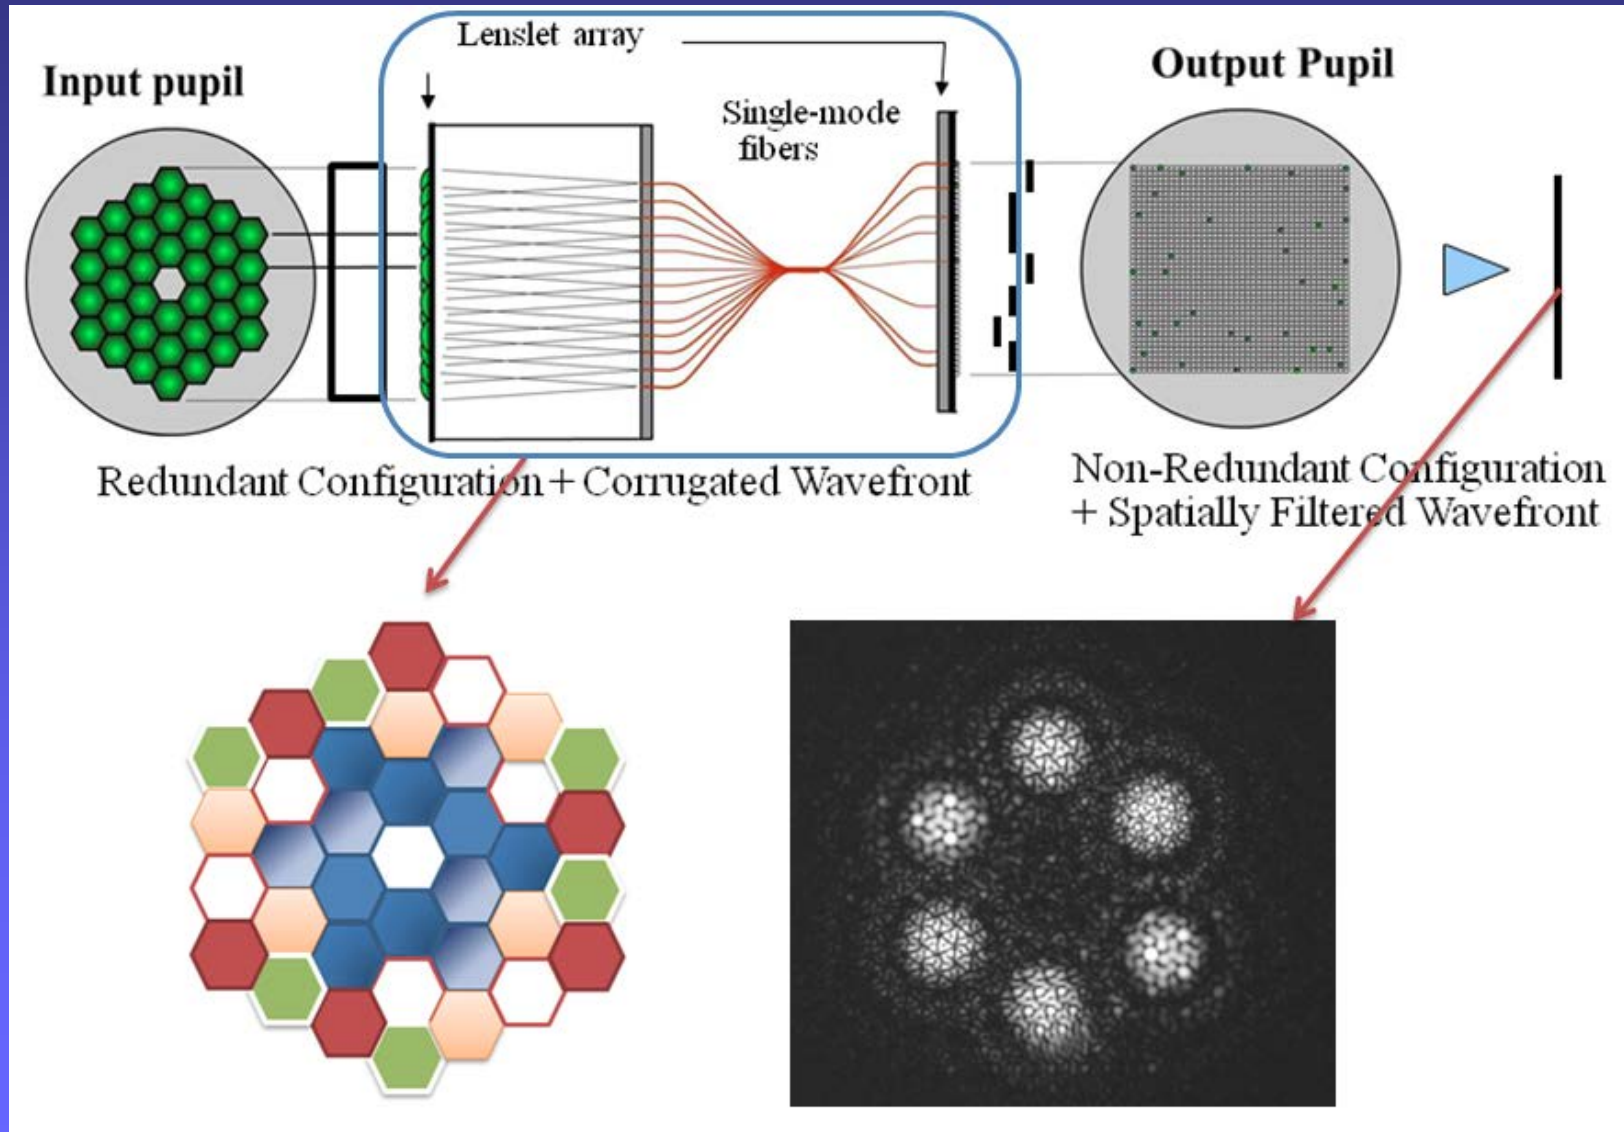 Lenslet array
Input pupil
Output Pupil
Single-mode
fibers
Redundant Configuration + Corrugated Wavefront
Non-Redundant Configuration
+ Spatially Filtered Wavefront